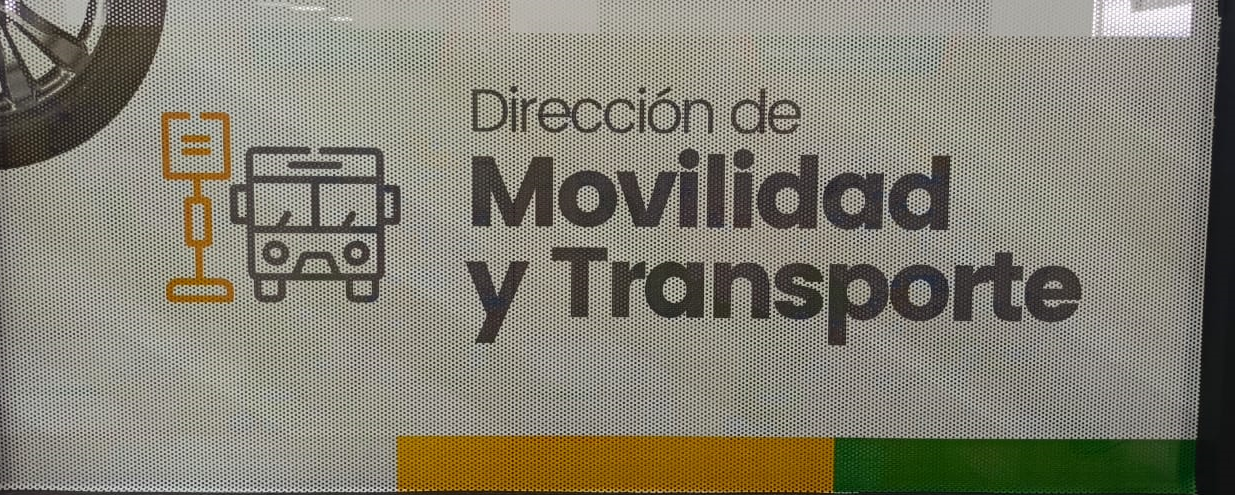 Dirección de
Movilidad
y Transporte